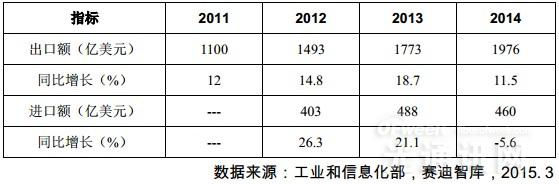 指标 2011 2012 2013 2014
出口额（亿美元） 1100 1493 1773 1976
同比增长（%） 12 14.8 18.7 11.5
进口额（亿美元） --- 403 488 460
同比增长（%） --- 26.3 21.1 -5.6
数据来源：工业和信息化部，赛迪智库，2015. 3